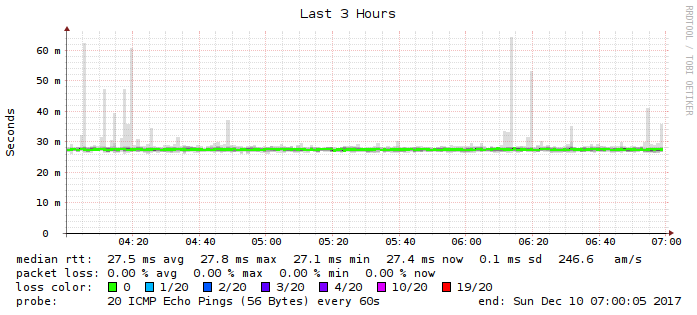 Last 3 Hours
RRDTOOL / TOBI OETIKER
Seconds
60 m
50 m
40 m
30 m
20 m
10 m
0
04:20 04:40 05:00 05:20 05:40 06:00 06:20 06:40 07:00
median rtt: 27.5 ms avg 27.8 ms max 27.1 ms min 27.4 ms now 0.1 ms sd 246.6 am/s
packet loss: 0.00 % avg 0.00 % max 0.00 % min 0.00 % now
loss color: 0 1/20 2/20 3/20 4/20 10/20 19/20
probe: 20 ICMP Echo Pings (56 Bytes) every 60s end: Sun Dec 10 07:00:05 2017